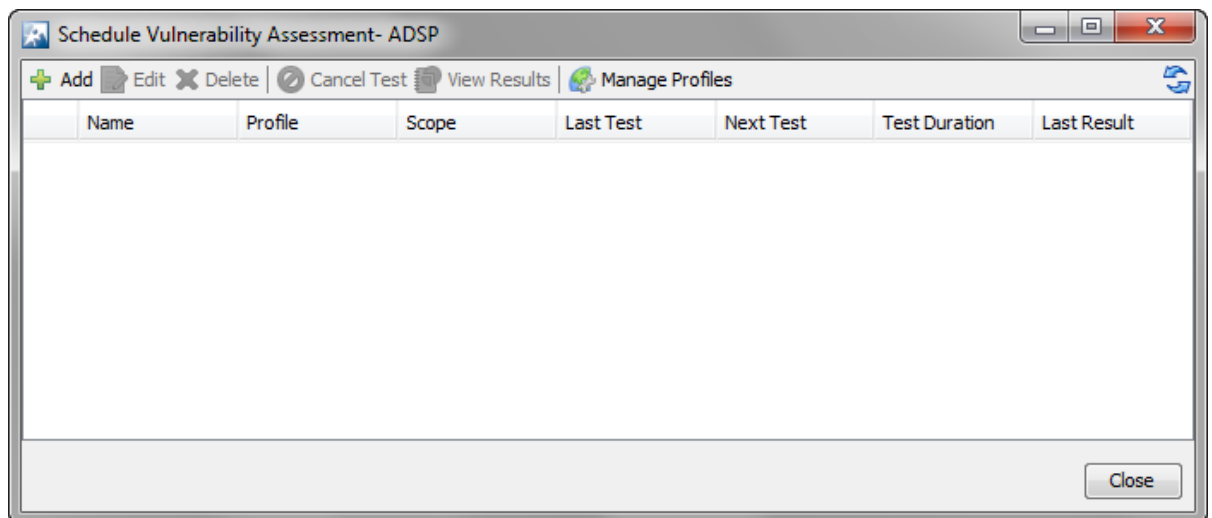 Schedule Vulnerability Assessment- ADSP
Add Edit Delete Cancel Test View Results Manage Profiles
Name Profile Scope Last Test Next Test Test Duration Last Result
Close